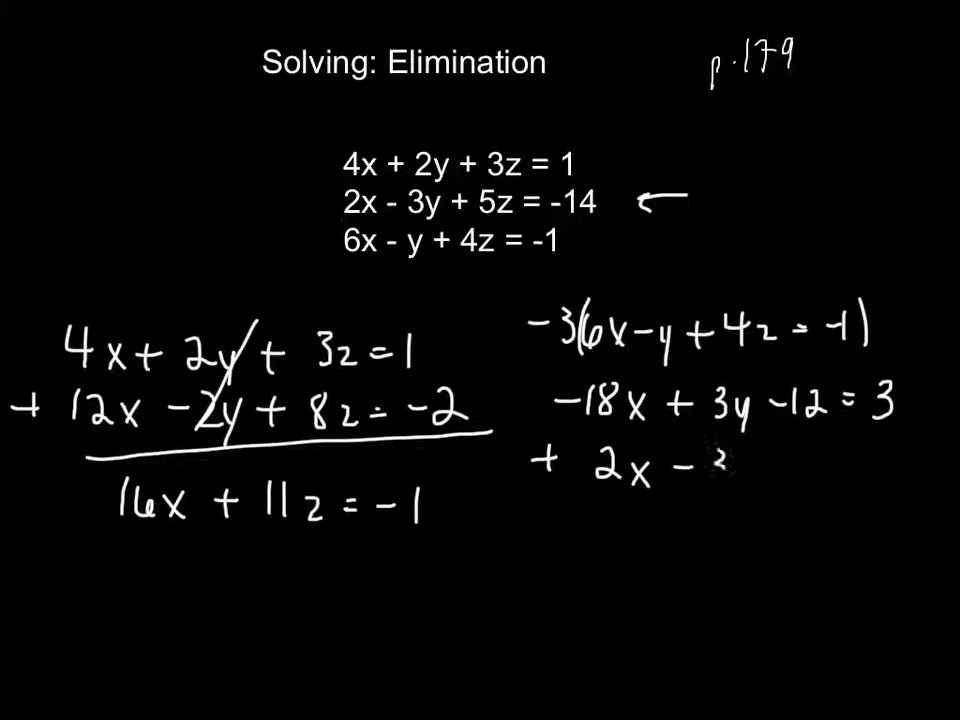 Solving: Elimination
p.179
4x + 2y + 3z = 1
2x - 3y + 5z = -14
6x - y + 4z = -1
4x + 2y + 3z = 1
+ 12x - 2y + 8z = -2
16x + 11z = -1
-3(6x - y + 4z = -1)
-18x + 3y - 12 = 3
+ 2x -